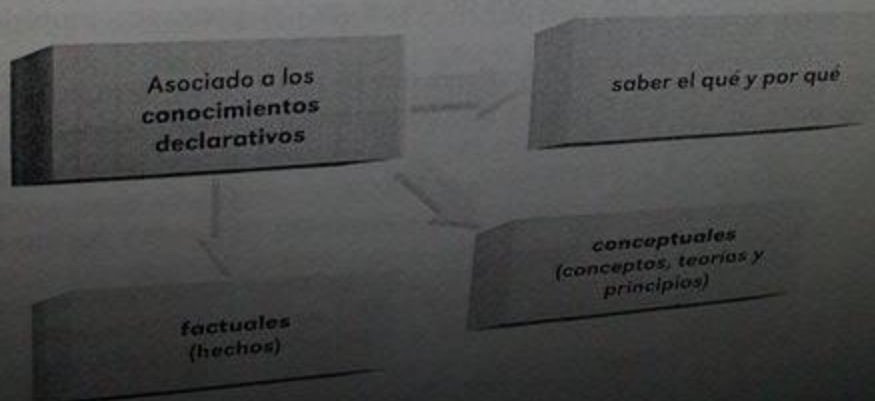 Asociado a los
conocimientos
declarativos
saber el qué y por qué
conceptuales
(conceptos, teorías y
principios)
factuales
(hechos)